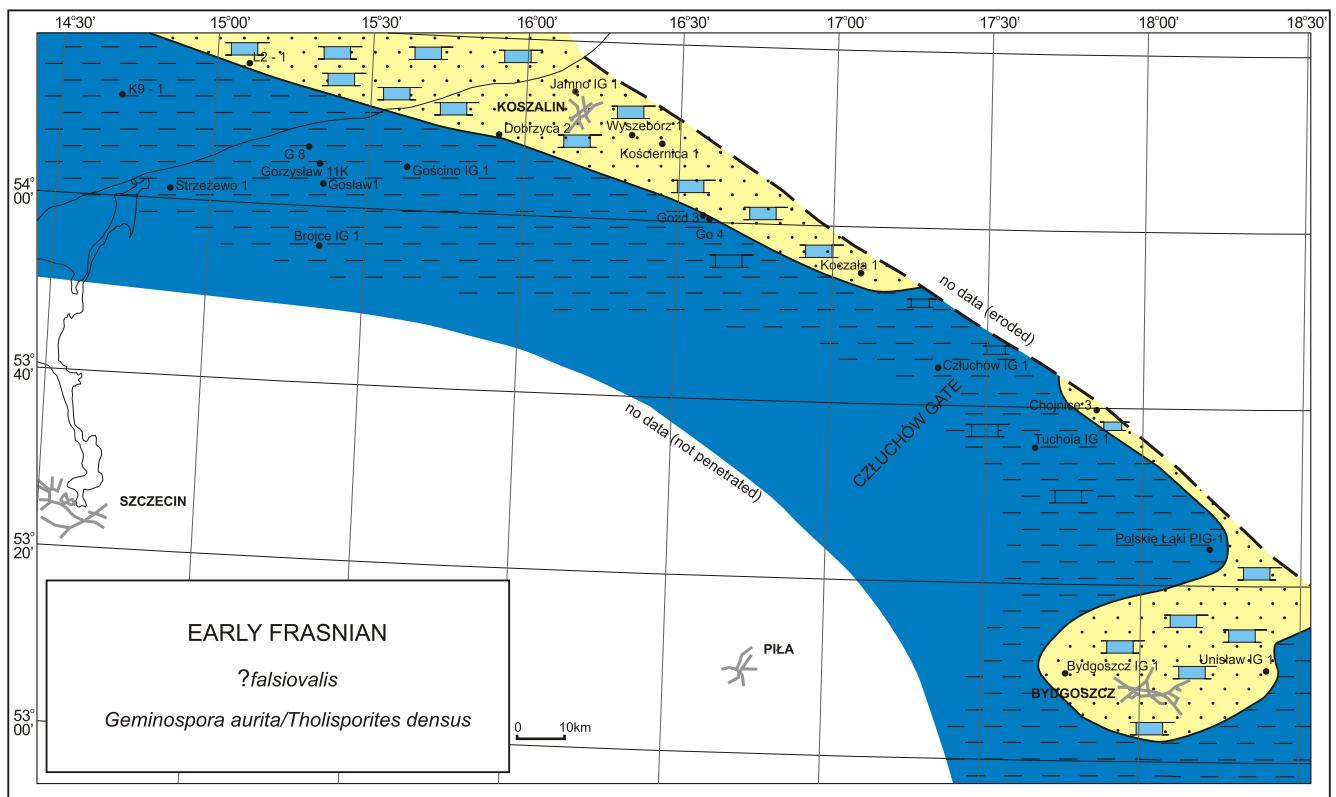 14°30'
15°00'
15°30'
16°00'
16°30'
17°00'
17°30'
18°00'
18°30'
L2 - 1
K9 - 1
Jamno IG 1
KOSZALIN
Dobrzyca 2
Wyszebórz 1
Kościernica 1
G 8
Gorzysław 11K
Gościno IG 1
Strzeżewo 1
Gosław1
54°
00'
Gozd 3
Go 4
Brojce IG 1
Koczała 1
no data (eroded)
53°
40'
Człuchów IG 1
CZŁUCHÓW GATE
Chojnice 3
no data (not penetrated)
Tuchola IG 1
SZCZECIN
53°
20'
Polskie Łąki PIG-1
EARLY FRASNIAN
?falsiovalis
Geminospora aurita/Tholisporites densus
PIŁA
Bydgoszcz IG 1
Unisław IG 1
BYDGOSZCZ
53°
00'
0
10km